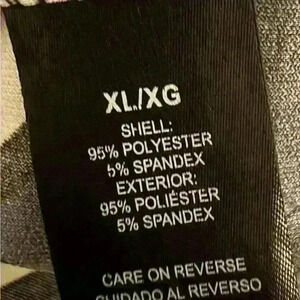 XL/XG
SHELL:
95% POLYESTER
5% SPANDEX
EXTERIOR:
95% POLIÉSTER
5% SPANDEX
CARE ON REVERSE
CUIDADO AL REVERSO